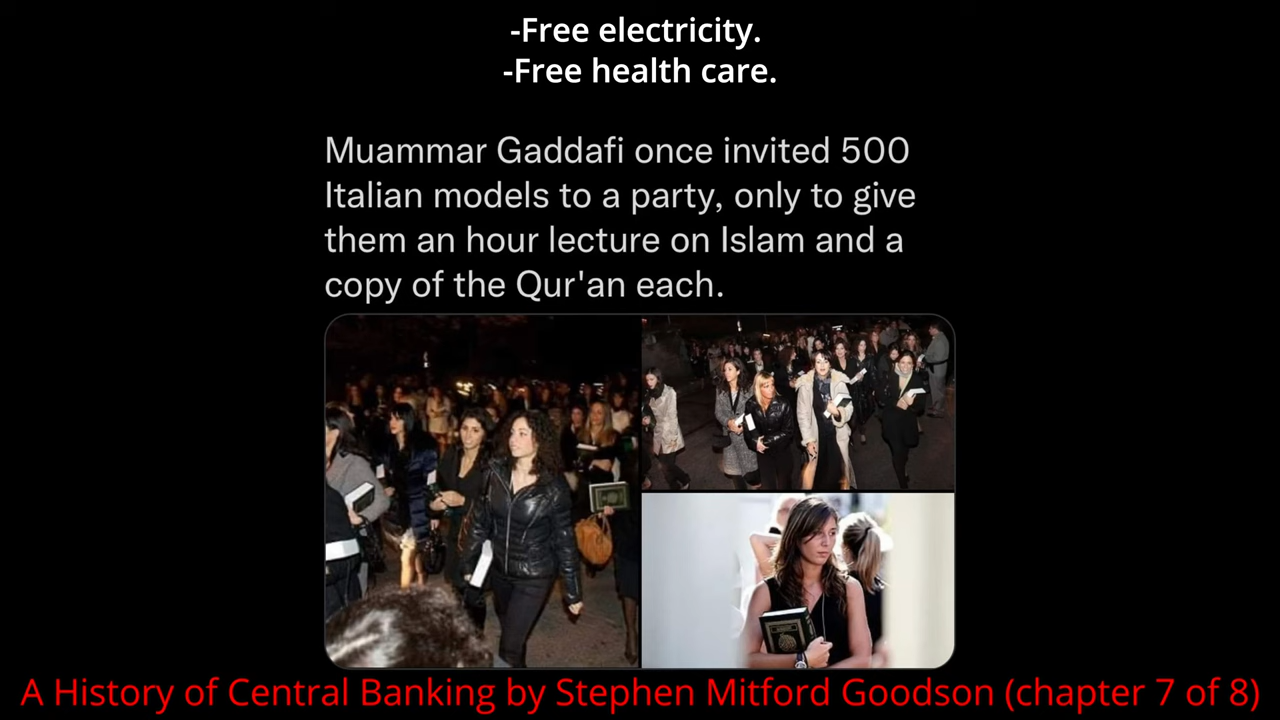 -Free electricity.
-Free health care.
Muammar Gaddafi once invited 500
Italian models to a party, only to give
them an hour lecture on Islam and a
copy of the Qur'an each.
A History of Central Banking by Stephen Mitford Goodson (chapter 7 of 8)